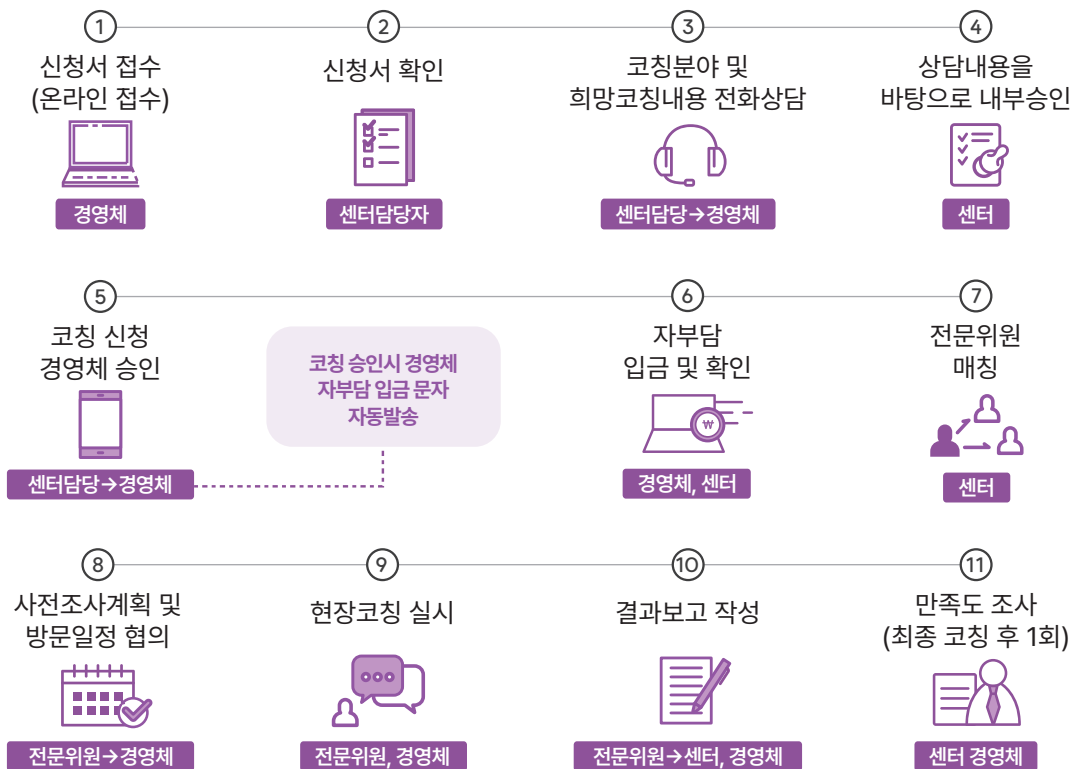 ①
신청서 접수
(온라인 접수)
경영체
②
신청서 확인
센터담당자
③
코칭분야 및
희망코칭내용 전화상담
센터담당→경영체
④
상담내용을
바탕으로 내부승인
센터
⑤
코칭 신청
경영체 승인
센터담당→경영체
코칭 승인시 경영체
자부담 입금 문자
자동발송
⑥
자부담
입금 및 확인
₩
경영체, 센터
⑦
전문위원
매칭
센터
⑧
사전조사계획 및
방문일정 협의
전문위원→경영체
⑨
현장코칭 실시
전문위원, 경영체
⑩
결과보고 작성
전문위원→센터, 경영체
⑪
만족도 조사
(최종 코칭 후 1회)
센터 경영체